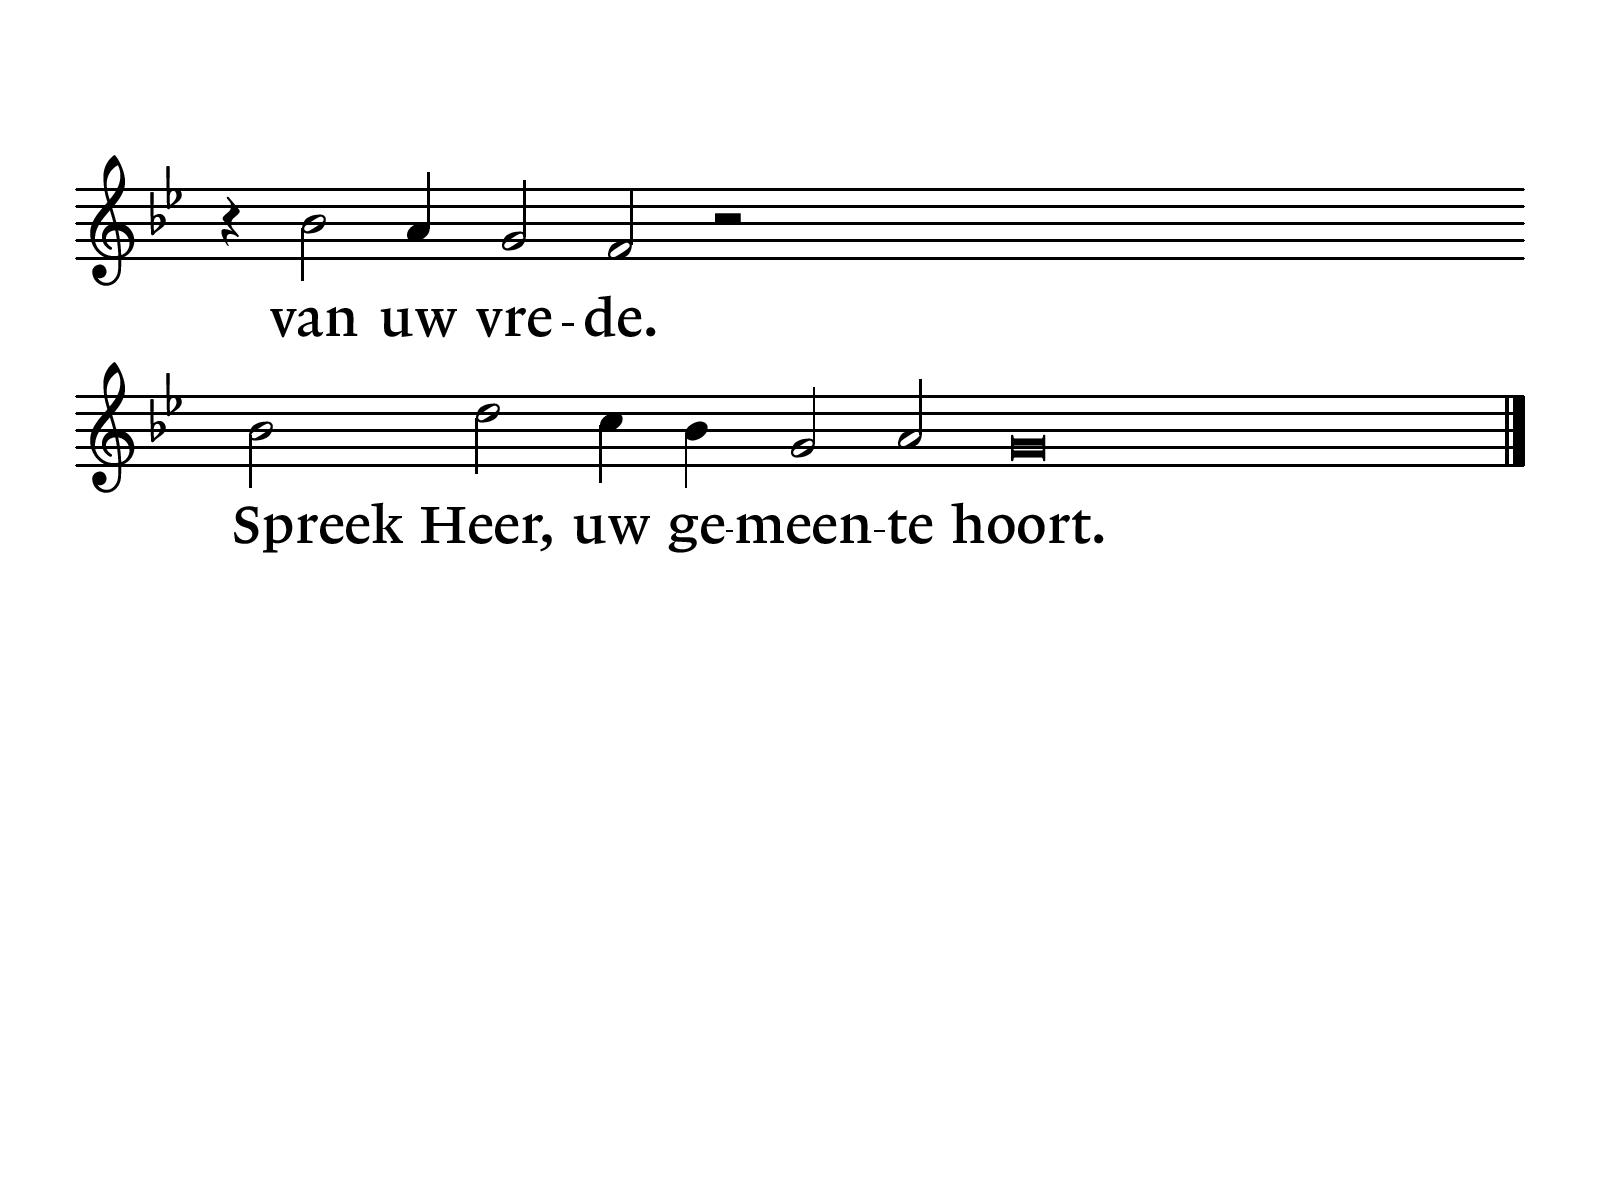 van uw vre-de.
Spreek Heer, uw ge-meen-te hoort.